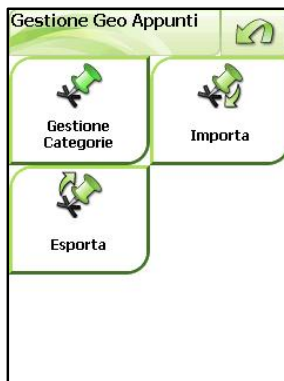 Gestione Geo Appunti
Gestione
Categorie
Importa
Esporta